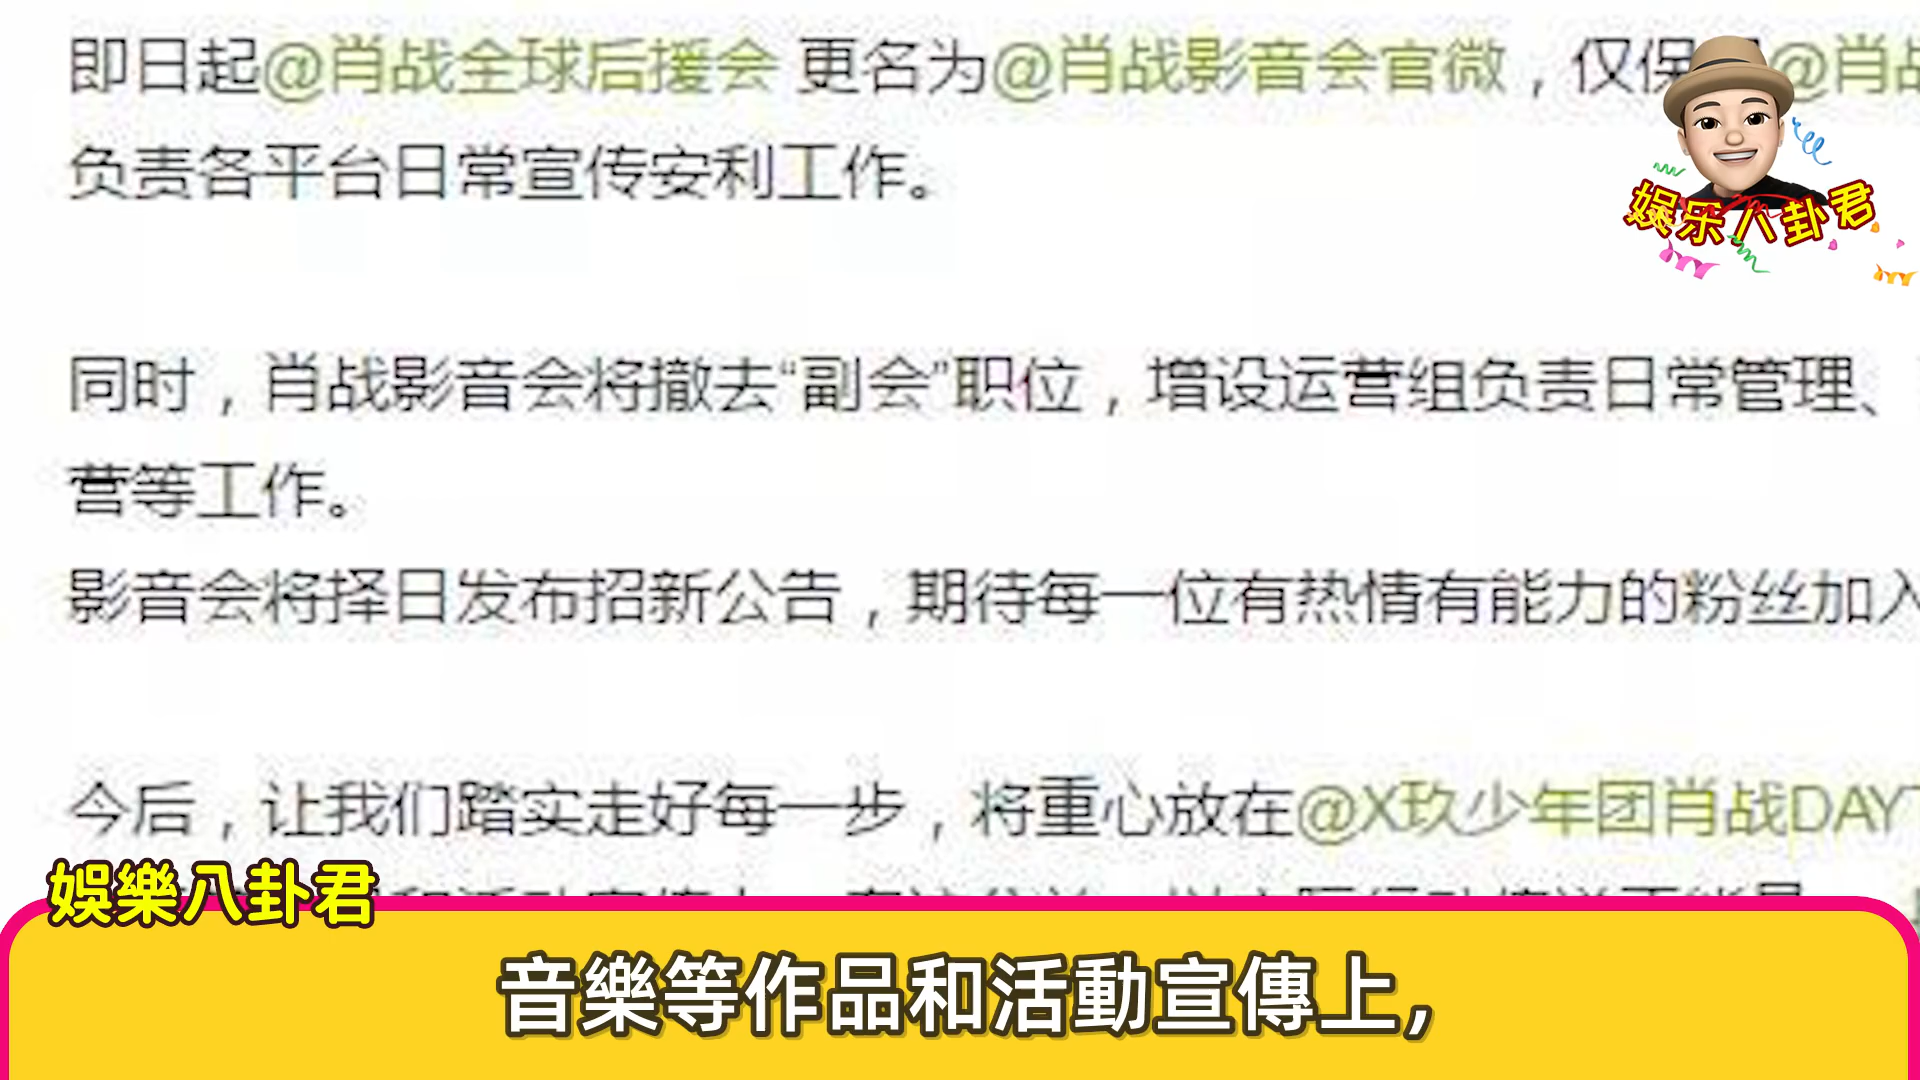 即日起@肖战全球后援会 更名为@肖战影音会官微，仅保 @肖战
负责各平台日常宣传安利工作。
娱乐八卦君
同时，肖战影音会将撤去“副会”职位，增设运营组负责日常管理、
营等工作。
影音会将择日发布招新公告，期待每一位有热情有能力的粉丝加入
今后，让我们踏实走好每一步，将重心放在@X玖少年团肖战DAY
娛樂八卦君
音樂等作品和活動宣傳上，